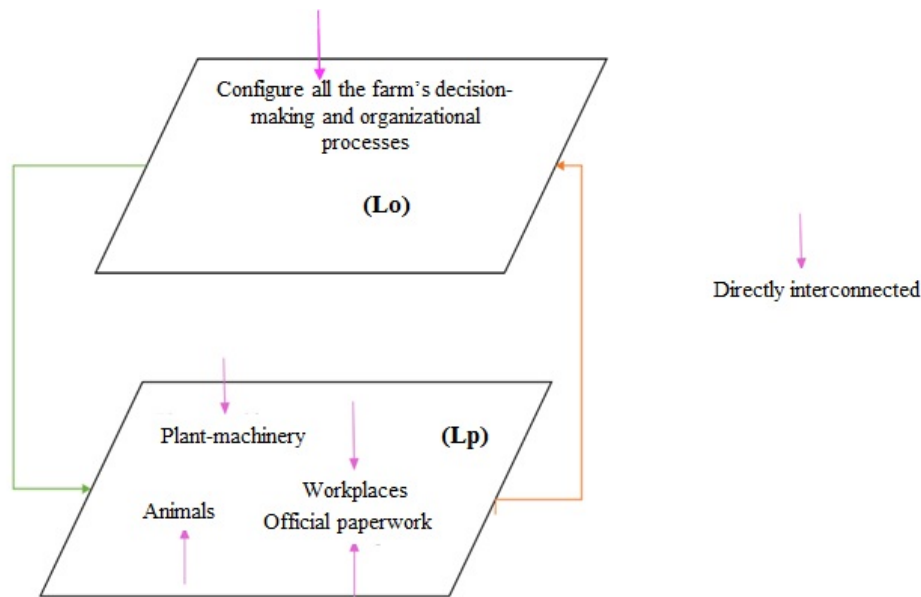 Configure all the farm’s decision-
making and organizational
processes
(Lo)
Directly interconnected
Plant-machinery
(Lp)
Workplaces
Animals
Official paperwork